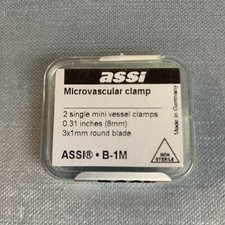 assi
Microvascular clamp
2 single mini vessel clamps
0.31 inches (8mm)
3x1mm round blade
ASSI® • B-1M
Made in Germany
NON
STERILE